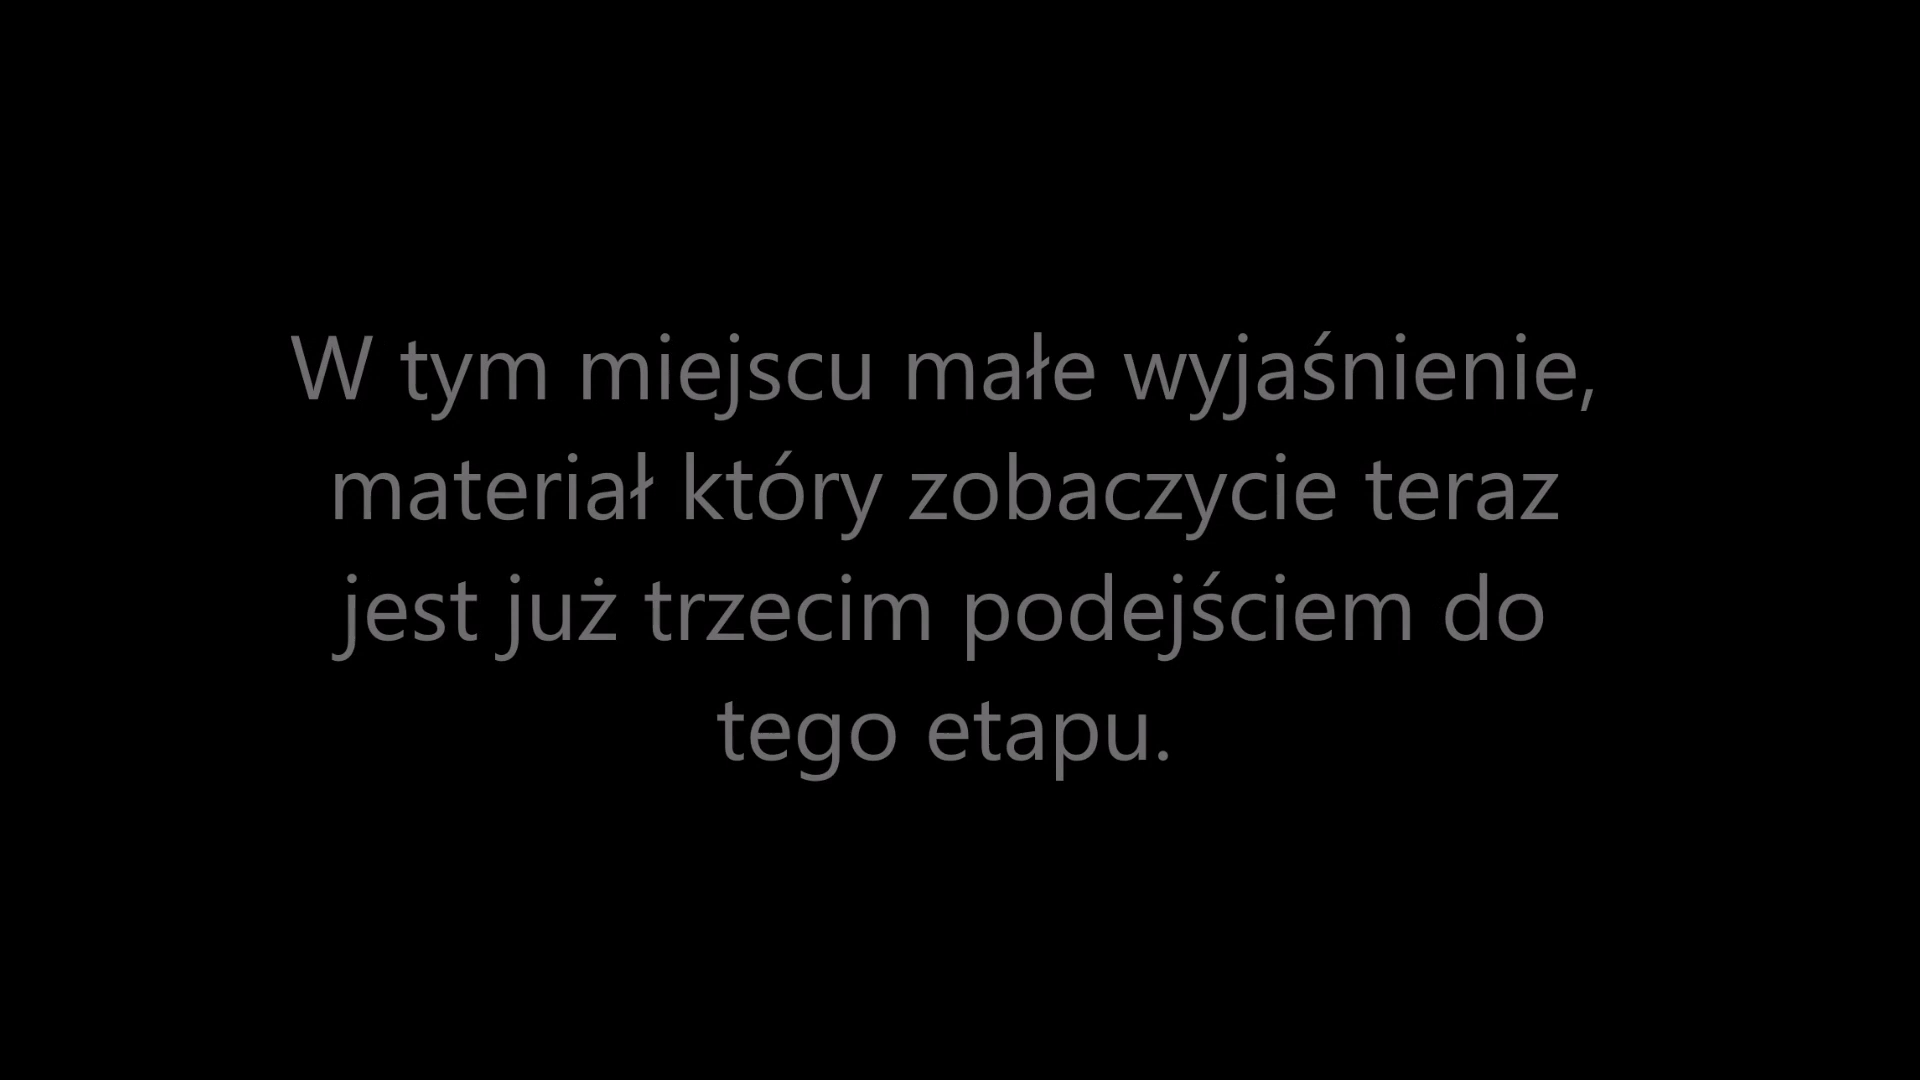 W tym miejscu małe wyjaśnienie,
materiał który zobaczycie teraz
jest już trzecim podejściem do
tego etapu.